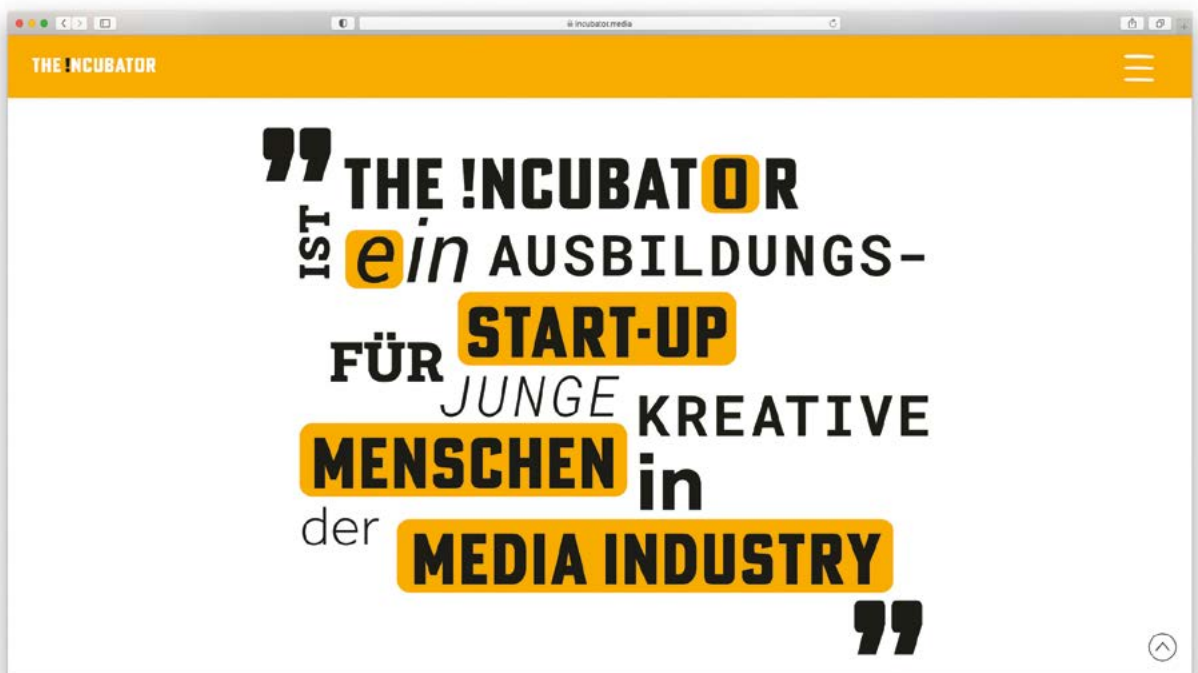 incubator.media
THE !NCUBATOR
” THE !NCUBATOR
IST ein AUSBILDUNGS-
START-UP
FÜR
JUNGE KREATIVE
MENSCHEN in
der MEDIA INDUSTRY
”